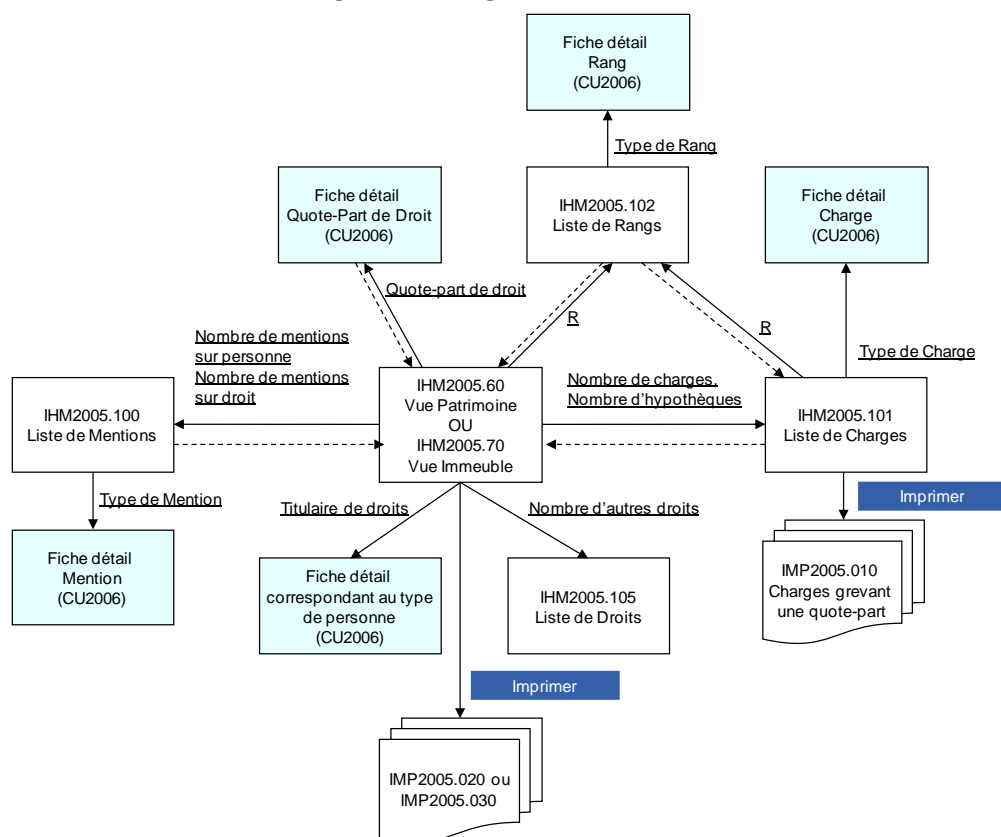 Fiche détail
Rang
(CU2006)
Type de Rang
Fiche détail
Quote-Part de Droit
(CU2006)
IHM2005.102
Liste de Rangs
Fiche détail
Charge
(CU2006)
Quote-part de droit
R
R
Type de Charge
Nombre de mentions
sur personne
Nombre de mentions
sur droit
IHM2005.100
Liste de Mentions
IHM2005.60
Vue Patrimoine
OU
IHM2005.70
Vue Immeuble
Nombre de charges,
Nombre d'hypothèques
IHM2005.101
Liste de Charges
Type de Mention
Titulaire de droits
Nombre d'autres droits
Imprimer
Fiche détail
Mention
(CU2006)
Fiche détail
correspondant au type
de personne
(CU2006)
IHM2005.105
Liste de Droits
IMP2005.010
Charges grevant
une quote-part
Imprimer
IMP2005.020 ou
IMP2005.030